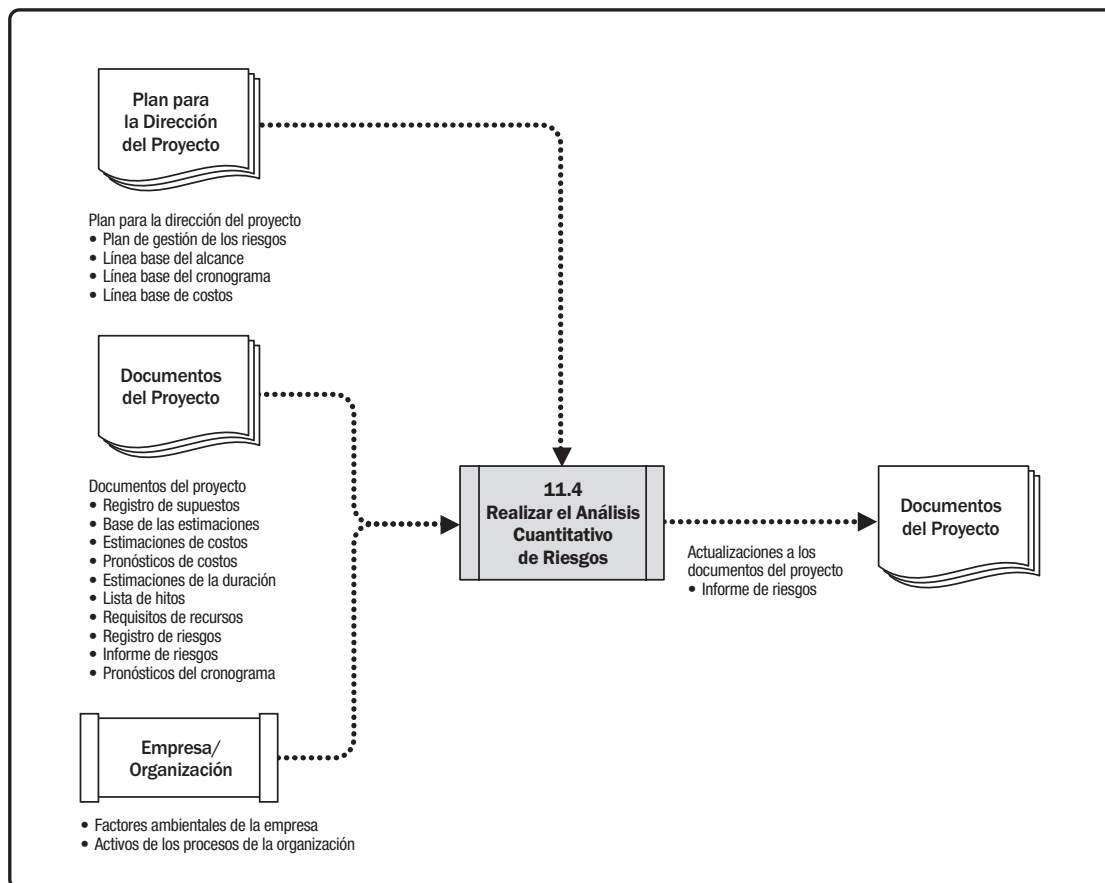 Plan para
la Dirección
del Proyecto
Plan para la dirección del proyecto
• Plan de gestión de los riesgos
• Línea base del alcance
• Línea base del cronograma
• Línea base de costos
Documentos
del Proyecto
Documentos del proyecto
• Registro de supuestos
• Base de las estimaciones
• Estimaciones de costos
• Pronósticos de costos
• Estimaciones de la duración
• Lista de hitos
• Requisitos de recursos
• Registro de riesgos
• Informe de riesgos
• Pronósticos del cronograma
Empresa/
Organización
• Factores ambientales de la empresa
• Activos de los procesos de la organización
11.4
Realizar el Análisis
Cuantitativo
de Riesgos
Actualizaciones a los
documentos del proyecto
• Informe de riesgos
Documentos
del Proyecto